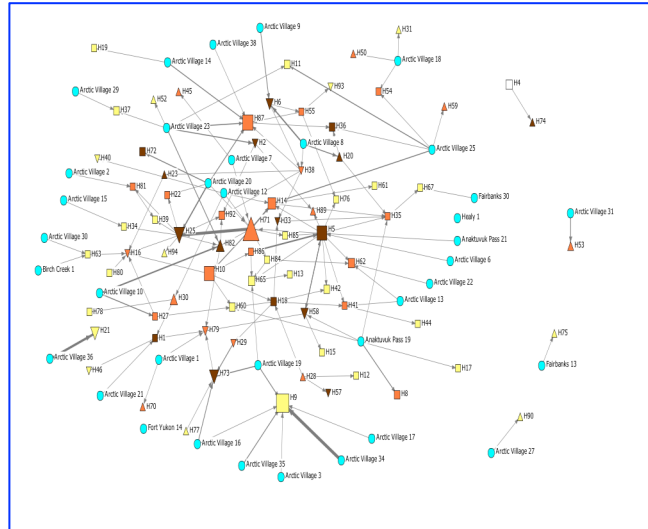 Arctic Village 9
H31
Arctic Village 38
H19
H50
Arctic Village 18
Arctic Village 14
H11
Arctic Village 29
H52
H45
H93
H54
H4
H6
H37
H55
H59
H87
H74
Arctic Village 23
H36
H2
Arctic Village 8
Arctic Village 25
H72
H40
Arctic Village 7
H20
Arctic Village 2
H23
H38
H81
Arctic Village 20
H61
H67
H22
Arctic Village 12
Fairbanks 30
Arctic Village 15
H14
H76
H39
H92
H89
H35
Healy 1
Arctic Village 31
H34
H71
H33
H25
H85
H5
Anaktuvuk Pass 21
Arctic Village 30
H82
H53
H63
H16
H94
H86
H84
H62
Arctic Village 6
Birch Creek 1
H80
H10
H65
H13
Arctic Village 22
Arctic Village 10
H42
H30
H18
H41
Arctic Village 13
H78
H60
H27
H58
H21
H44
H75
H1
H79
H29
Anaktuvuk Pass 19
Arctic Village 36
H15
Arctic Village 1
Arctic Village 19
H17
Fairbanks 13
H46
H73
H28
H12
Arctic Village 21
H57
H8
H70
H9
H90
Fort Yukon 14
H77
Arctic Village 16
Arctic Village 17
Arctic Village 27
Arctic Village 35
Arctic Village 34
Arctic Village 3